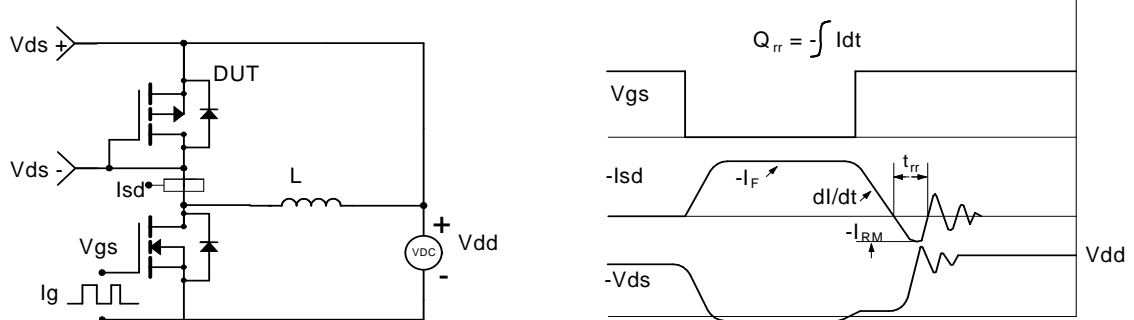 Vds +
DUT
Vds -
Isd
L
Vgs
+
VDC
Vdd
-
Ig
Q rr = -∫ Idt
Vgs
-Isd
-I F
t rr
dI/dt
-I RM
Vdd
-Vds